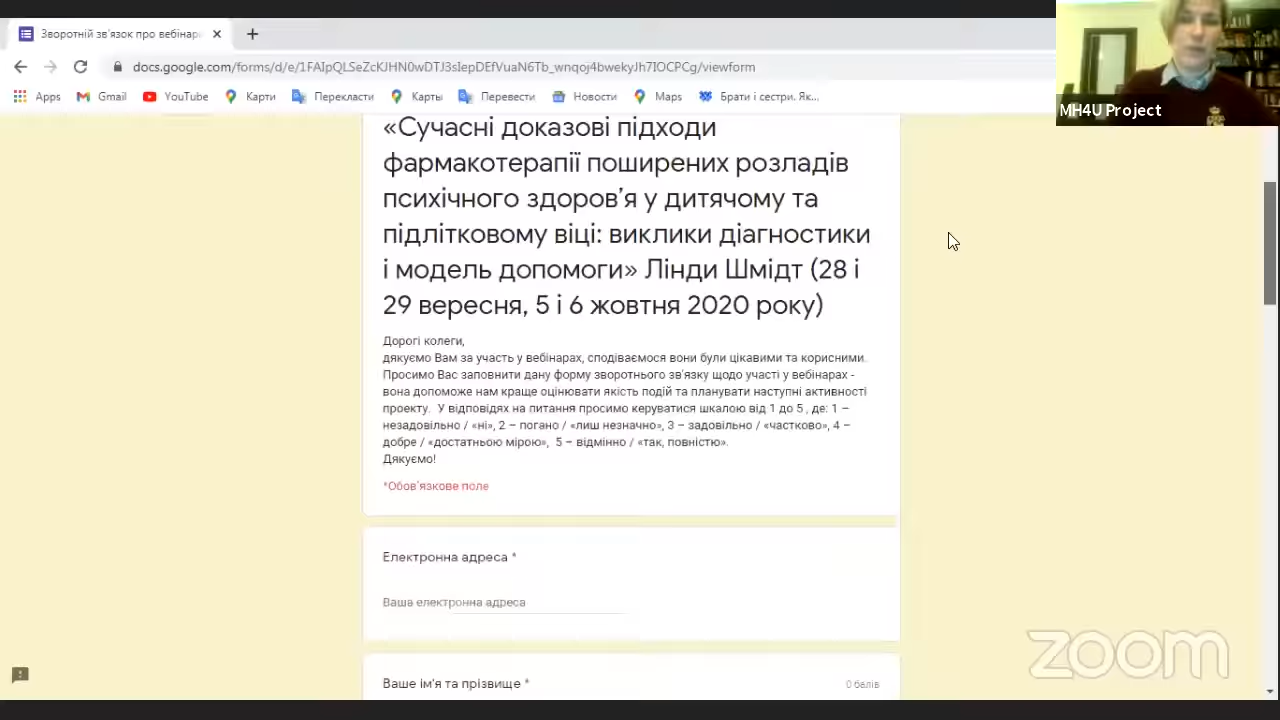 Зворотній зв'язок про вебінар
docs.google.com/forms/d/e/1FAIpQLSeZcKJHN0wDTJ3sIepDEfVuaN6Tb_wnqoj4bwekyJh7IOCPCg/viewform
Apps Gmail YouTube Карти Перекласти Карты Перевести Новости Maps Брати і сестри. Як...
MH4U Project
«Сучасні доказові підходи
фармакотерапії поширених розладів
психічного здоров’я у дитячому та
підлітковому віці: виклики діагностики
і модель допомоги» Лінди Шмідт (28 і
29 вересня, 5 і 6 жовтня 2020 року)
Дорогі колеги,
дякуємо Вам за участь у вебінарах, сподіваємося вони були цікавими та корисними.
Просимо Вас заповнити дану форму зворотнього зв'язку щодо участі у вебінарах -
вона допоможе нам краще оцінювати якість подій та планувати наступні активності
проекту. У відповідях на питання просимо керуватися шкалою від 1 до 5 , де: 1 –
незадовільно / «ні», 2 – погано / «лиш незначно», 3 – задовільно / «частково», 4 –
добре / «достатньою мірою», 5 – відмінно / «так, повністю».
Дякуємо!
*Обов'язкове поле
Електронна адреса *
Ваша електронна адреса
Ваше ім'я та прізвище *
0 балів
zoom